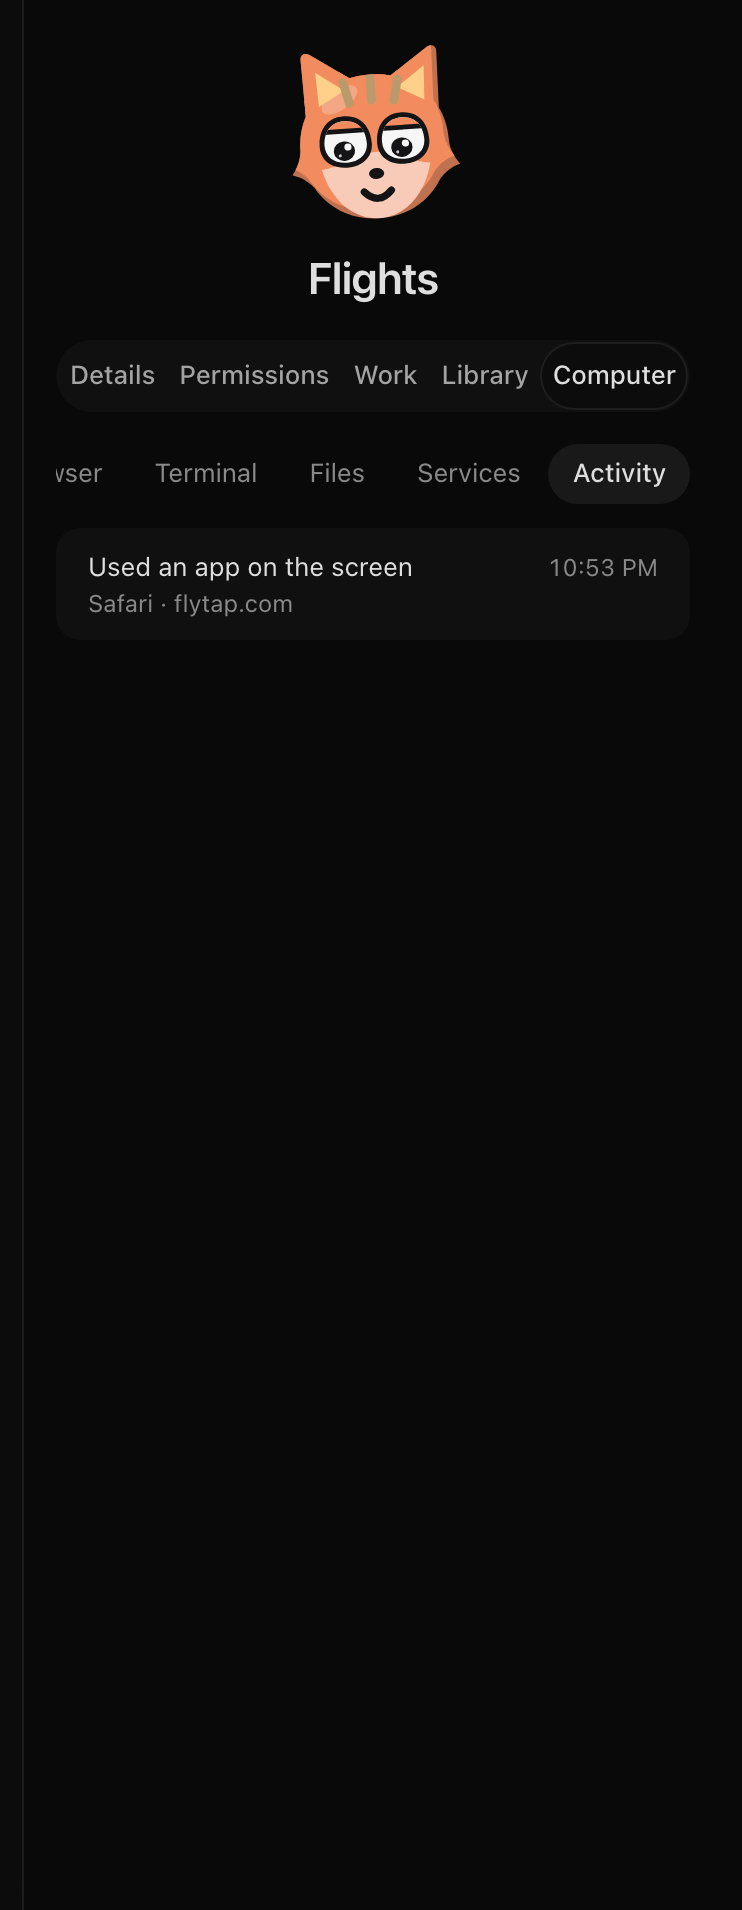 Flights
Details Permissions Work Library Computer
wser Terminal Files Services Activity
Used an app on the screen 10:53 PM
Safari · flytap.com